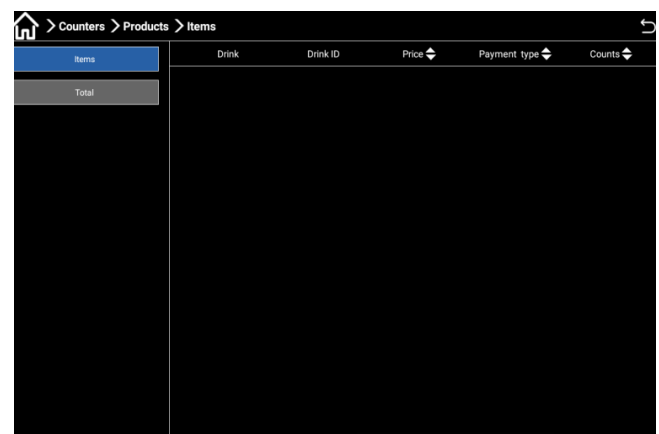 Counters Products Items
Items
Drink Drink ID Price Payment type Counts
Total